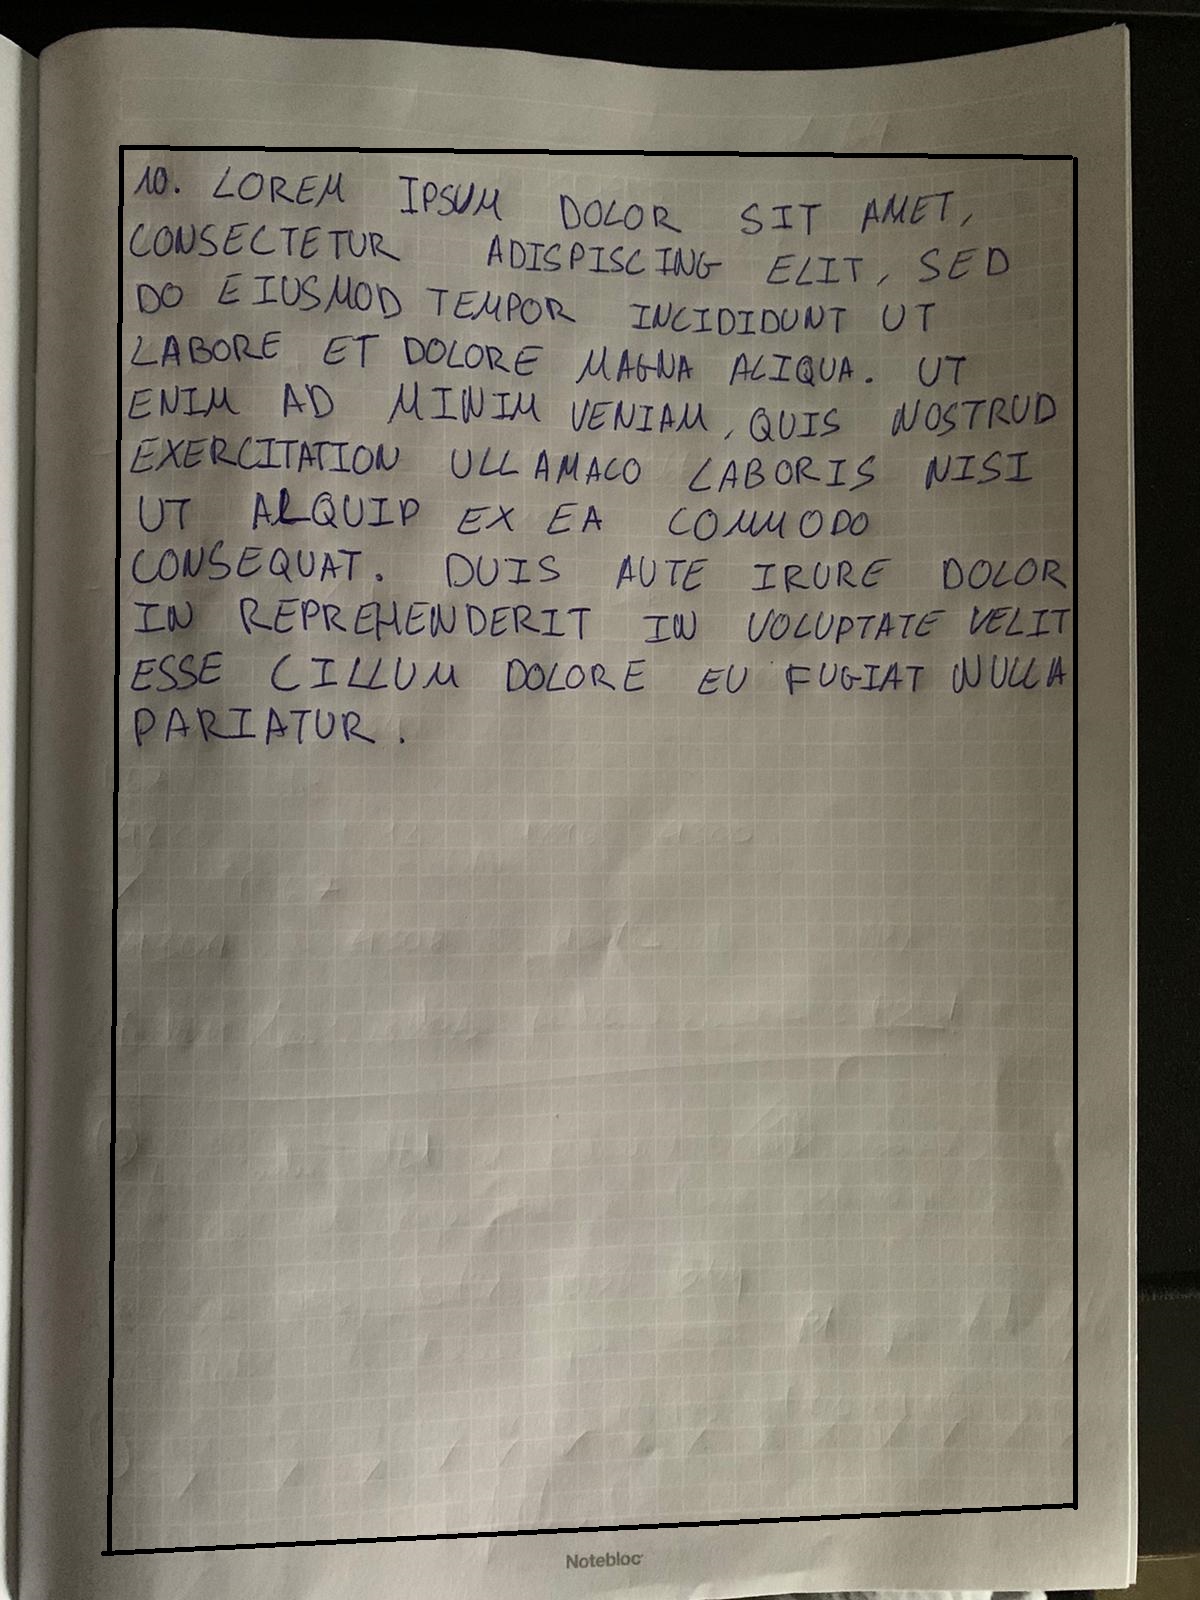 10. LOREM IPSUM DOLOR SIT AMET,
CONSECTETUR ADISPISCING ELIT, SED
DO EIUSMOD TEMPOR INCIDIDUNT UT
LABORE ET DOLORE MAGNA ALIQUA. UT
ENIM AD MINIM VENIAM, QUIS NOSTRUD
EXERCITATION ULLAMACO LABORIS NISI
UT ALQUIP EX EA COMMODO
CONSEQUAT. DUIS AUTE IRURE DOLOR
IN REPREHENDERIT IN VOLUPTATE VELIT
ESSE CILLUM DOLORE EU FUGIAT NULLA
PARIATUR.
Notebloc